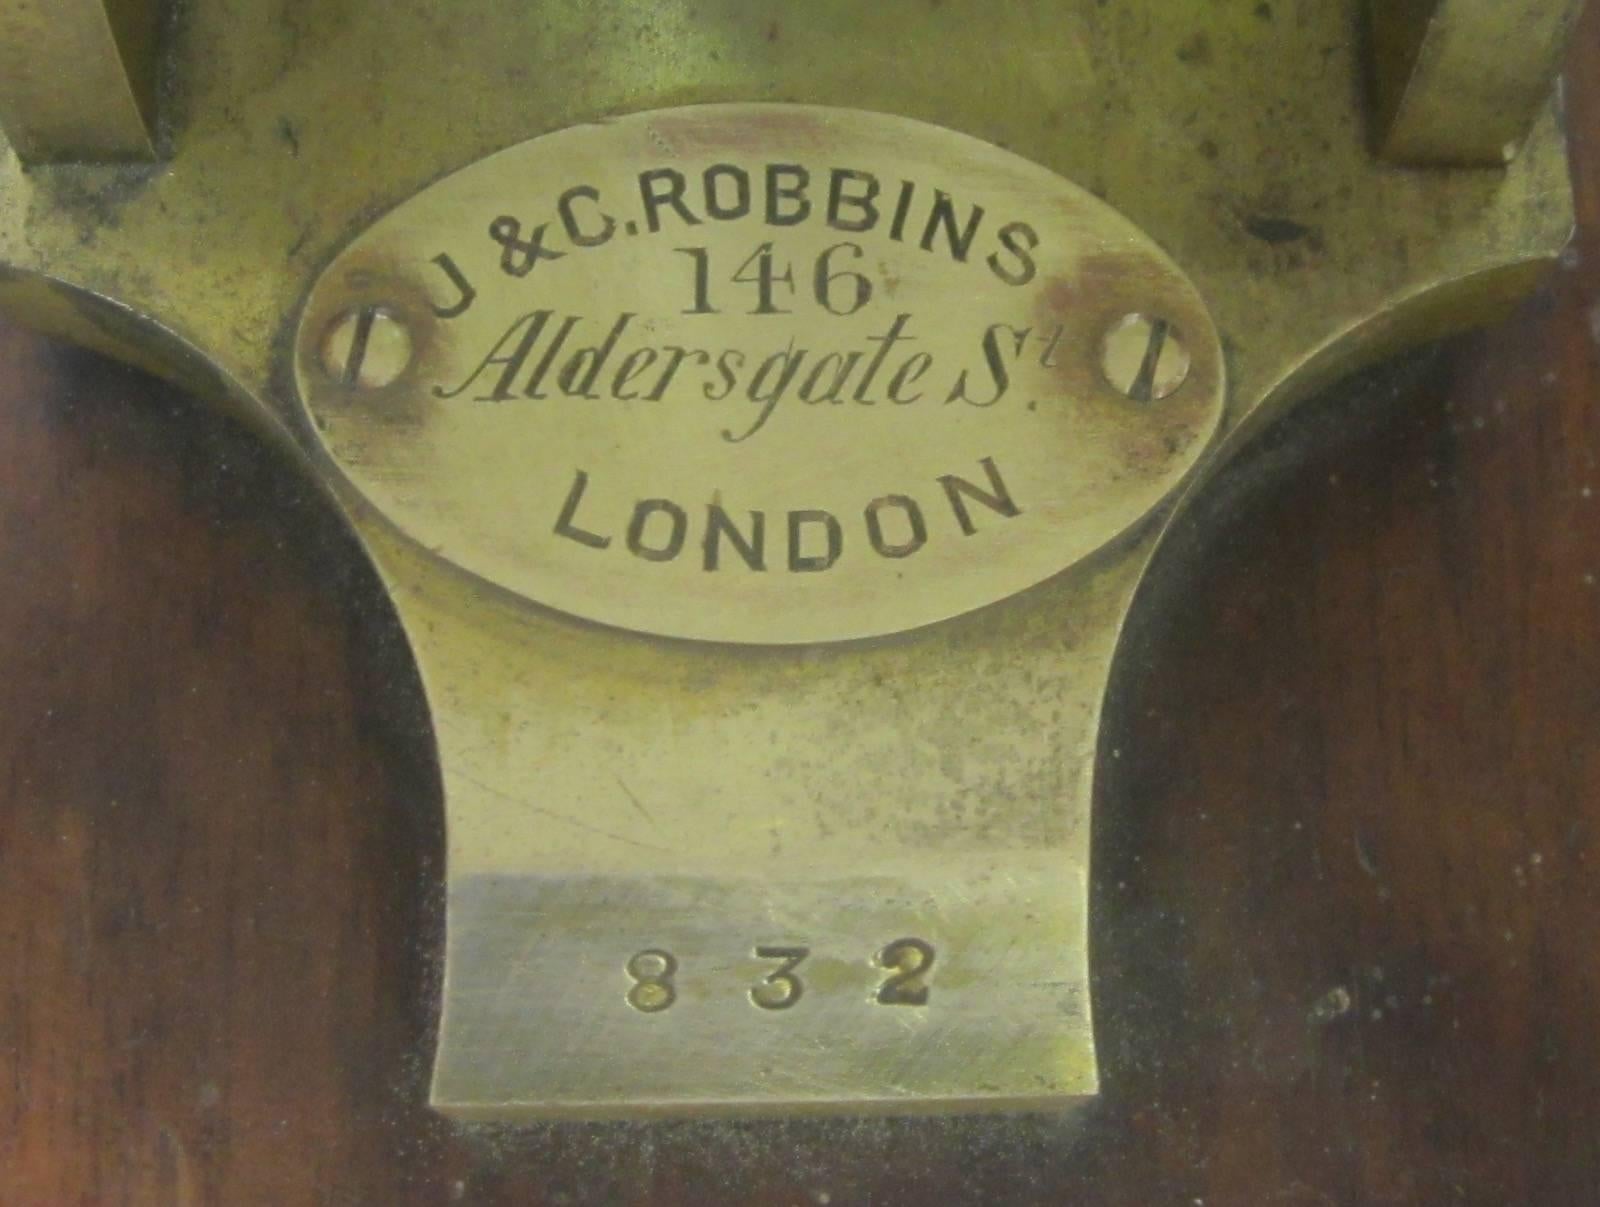 J & C. ROBBINS
146
Aldersgate St.
LONDON
832